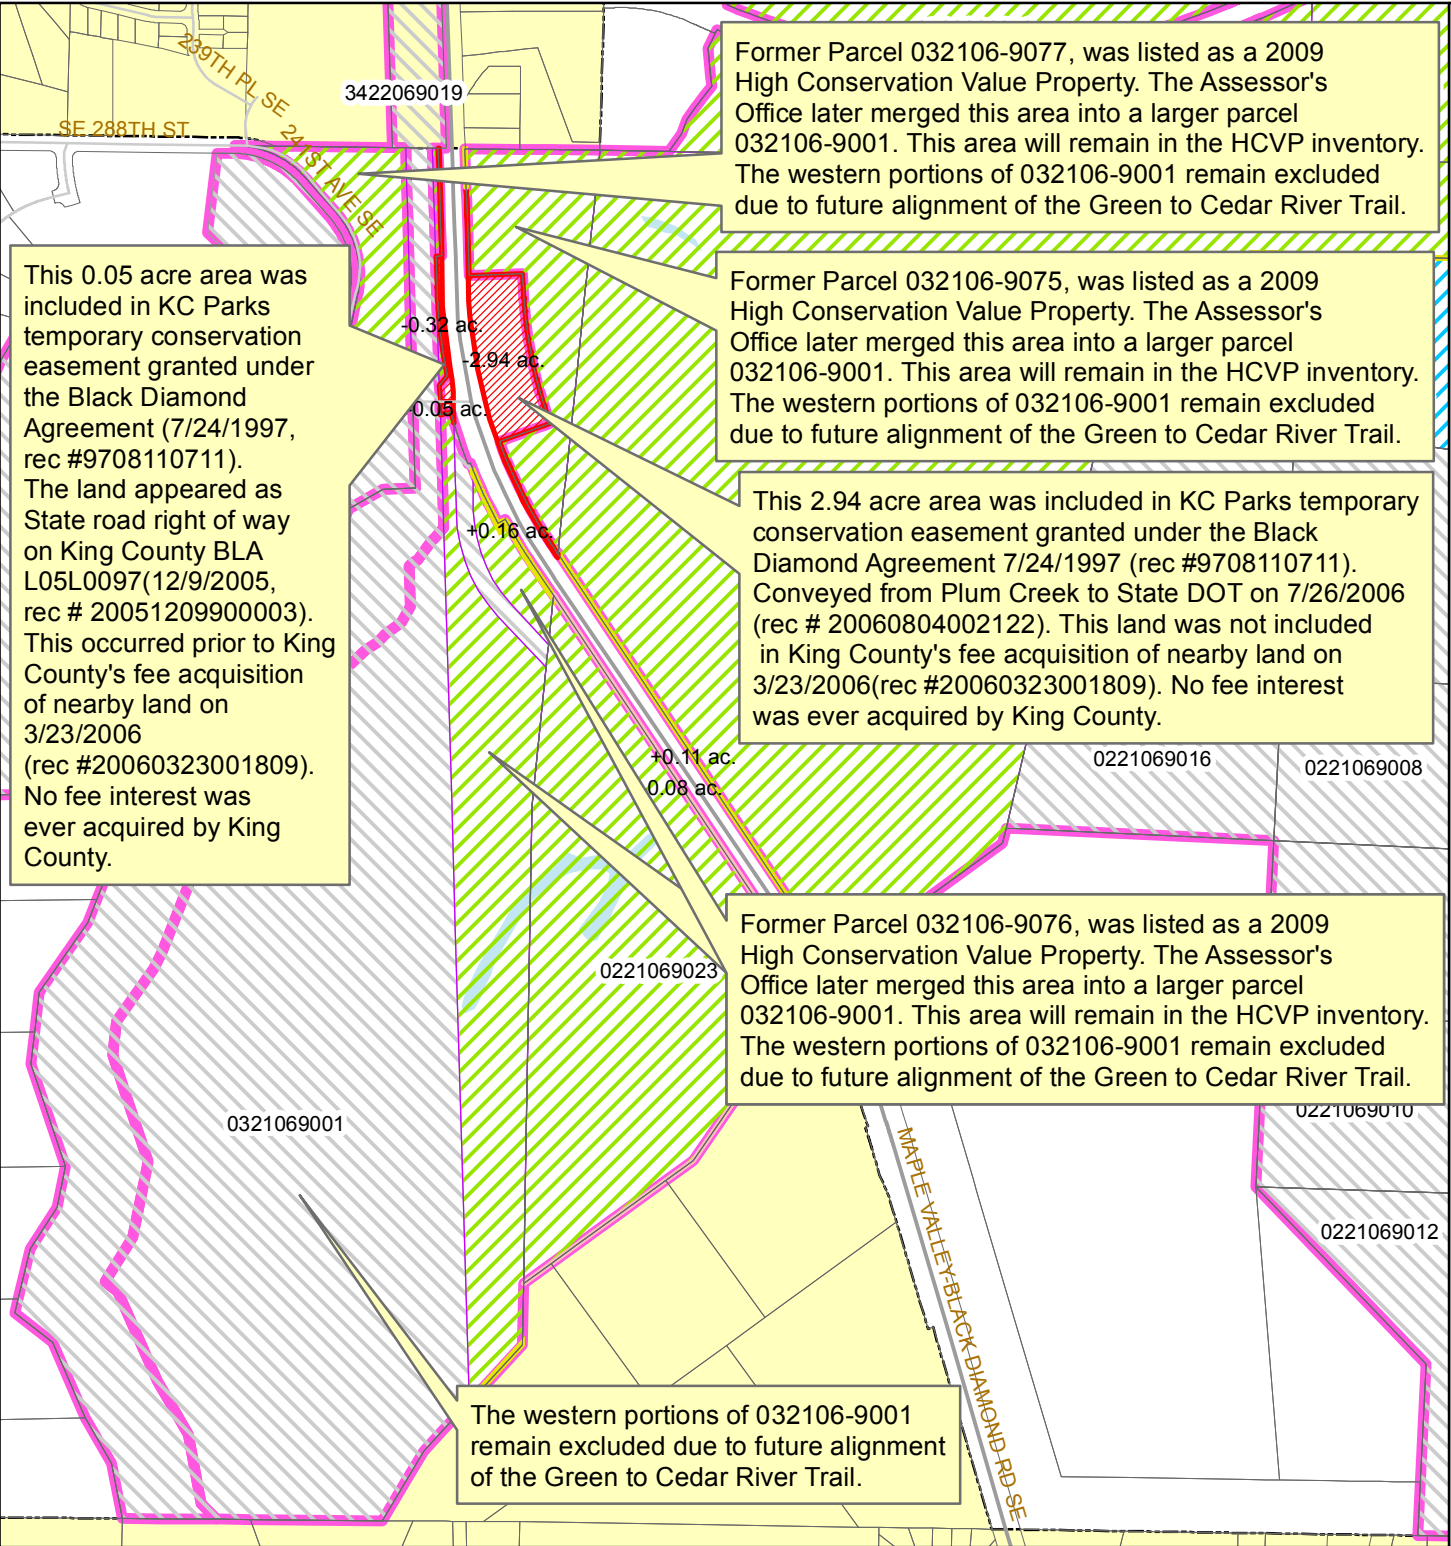 239TH PL SE
3422069019
SE 288TH ST
241ST AVE SE
Former Parcel 032106-9077, was listed as a 2009
High Conservation Value Property. The Assessor's
Office later merged this area into a larger parcel
032106-9001. This area will remain in the HCVP inventory.
The western portions of 032106-9001 remain excluded
due to future alignment of the Green to Cedar River Trail.
This 0.05 acre area was
included in KC Parks
temporary conservation
easement granted under
the Black Diamond
Agreement (7/24/1997,
rec #9708110711).
The land appeared as
State road right of way
on King County BLA
L05L0097(12/9/2005,
rec # 20051209900003).
This occurred prior to King
County's fee acquisition
of nearby land on
3/23/2006
(rec #20060323001809).
No fee interest was
ever acquired by King
County.
Former Parcel 032106-9075, was listed as a 2009
High Conservation Value Property. The Assessor's
Office later merged this area into a larger parcel
032106-9001. This area will remain in the HCVP inventory.
The western portions of 032106-9001 remain excluded
due to future alignment of the Green to Cedar River Trail.
-0.32 ac.
-2.94 ac.
-0.05 ac.
This 2.94 acre area was included in KC Parks temporary
conservation easement granted under the Black
Diamond Agreement 7/24/1997 (rec #9708110711).
Conveyed from Plum Creek to State DOT on 7/26/2006
(rec # 20060804002122). This land was not included
in King County's fee acquisition of nearby land on
3/23/2006(rec #20060323001809). No fee interest
was ever acquired by King County.
+0.16 ac.
+0.11 ac.
0.08 ac.
0221069016
0221069008
Former Parcel 032106-9076, was listed as a 2009
High Conservation Value Property. The Assessor's
Office later merged this area into a larger parcel
032106-9001. This area will remain in the HCVP inventory.
The western portions of 032106-9001 remain excluded
due to future alignment of the Green to Cedar River Trail.
0221069023
0321069001
0221069010
0221069012
MAPLE VALLEY-BLACK DIAMOND RD SE
The western portions of 032106-9001
remain excluded due to future alignment
of the Green to Cedar River Trail.